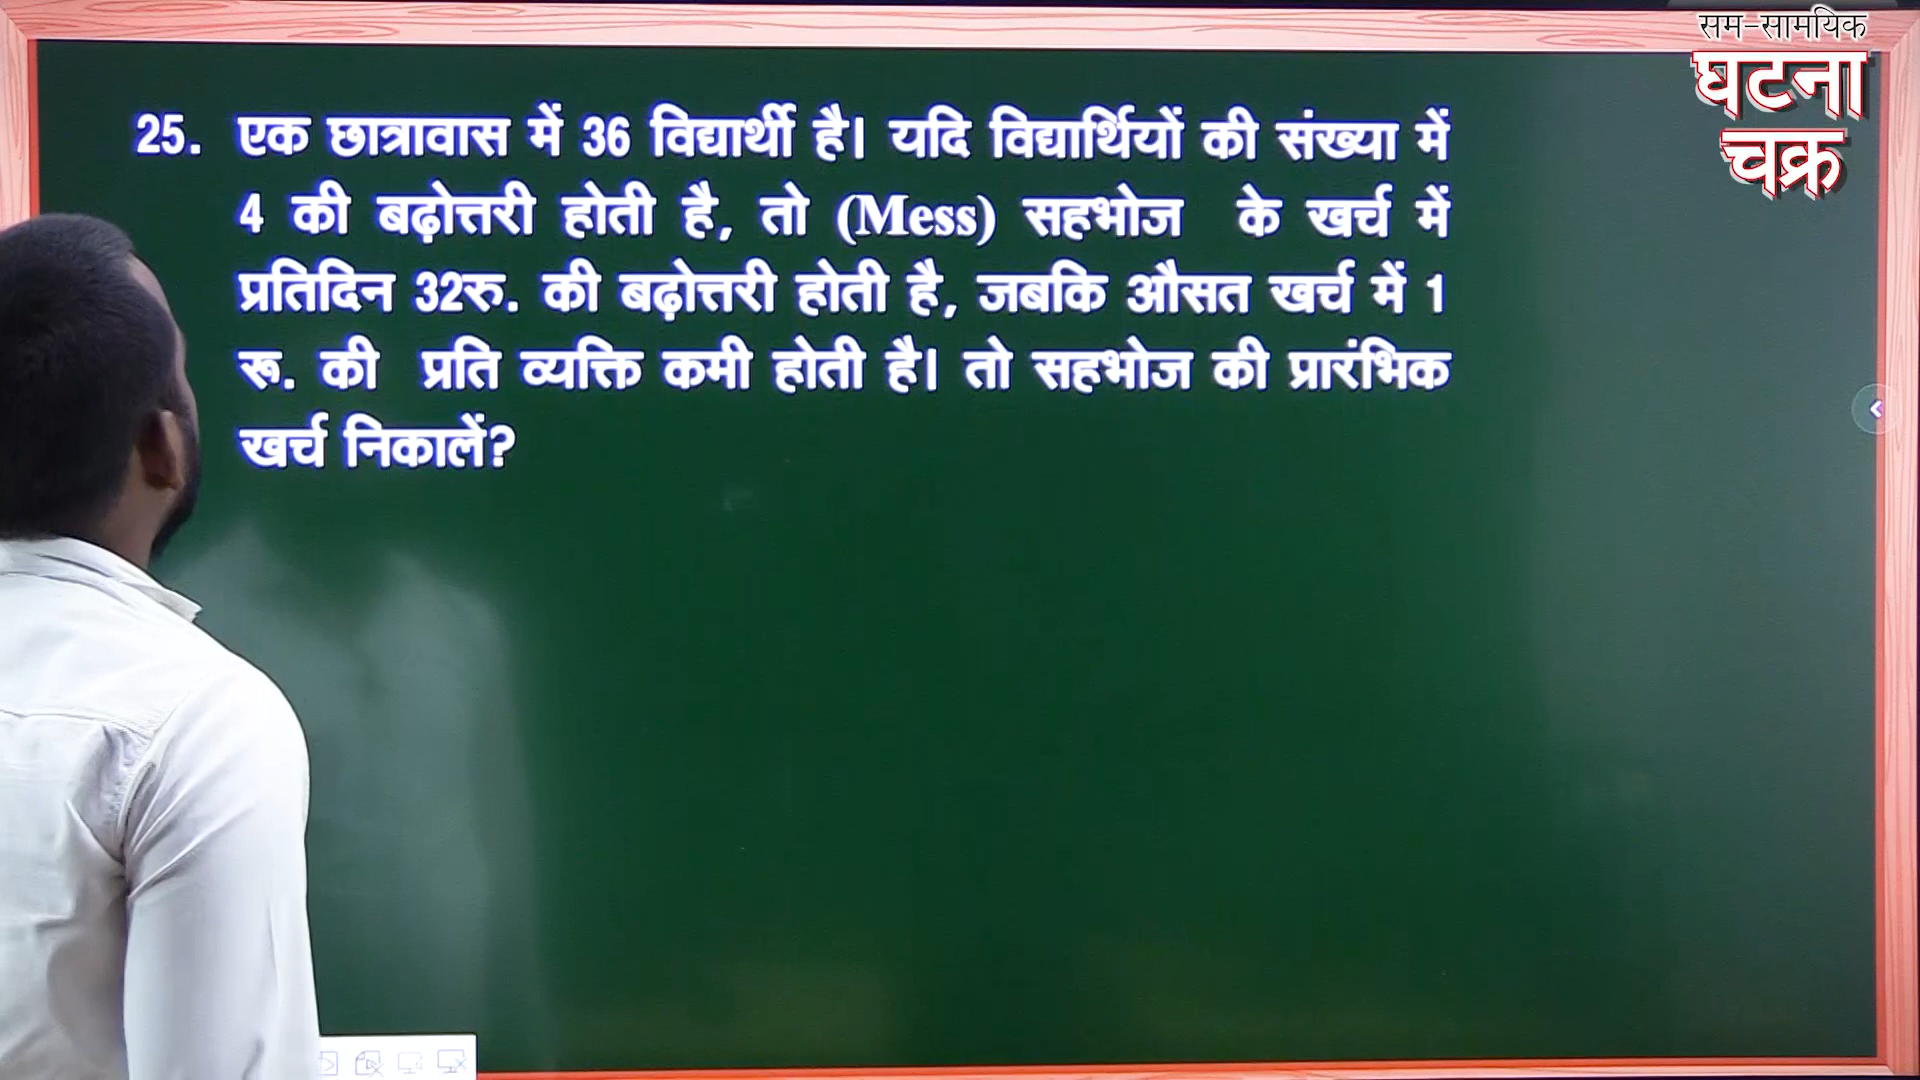 सम-सामयिक
घटना
चक्र
25. एक छात्रावास में 36 विद्यार्थी है। यदि विद्यार्थियों की संख्या में
4 की बढ़ोत्तरी होती है, तो (Mess) सहभोज के खर्च में
प्रतिदिन 32रु. की बढ़ोत्तरी होती है, जबकि औसत खर्च में 1
रू. की प्रति व्यक्ति कमी होती है। तो सहभोज की प्रारंभिक
खर्च निकालें?